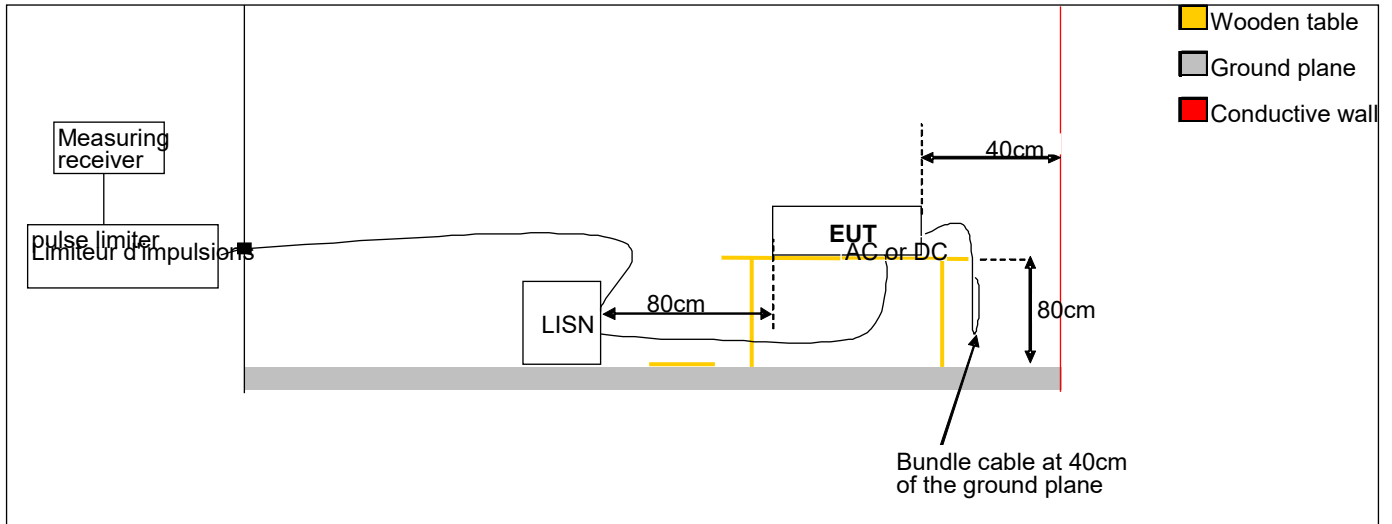 Wooden table
Ground plane
Conductive wall
Measuring
receiver
40cm
pulse limiter
Limiteur d'impulsions
EUT
AC or DC
80cm
LISN
80cm
Bundle cable at 40cm
of the ground plane